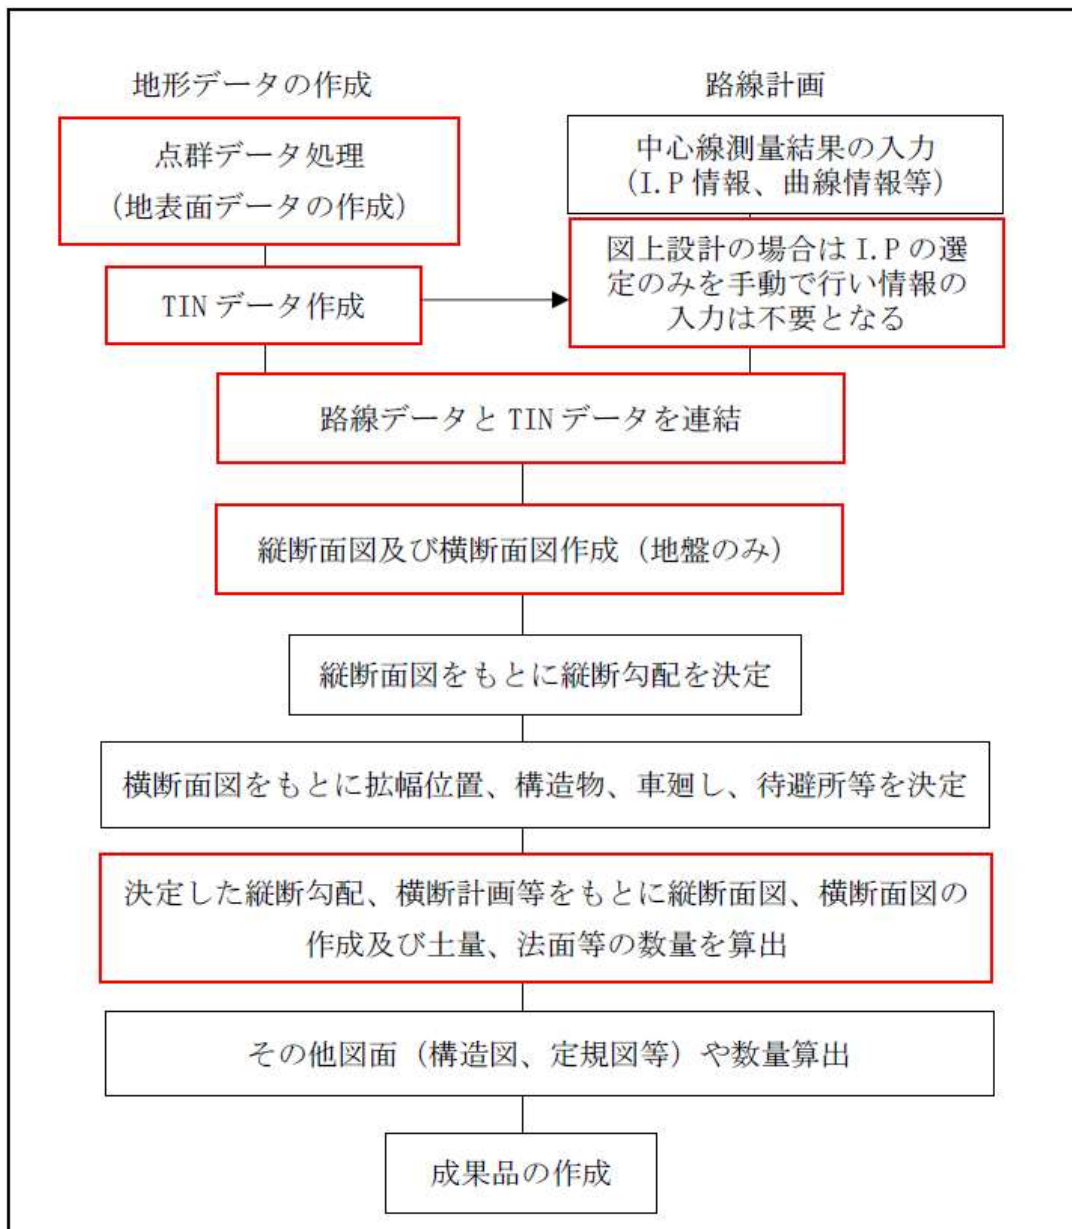 地形データの作成
路線計画
点群データ処理
（地表面データの作成）
中心線測量結果の入力
（I.P 情報、曲線情報等）
TIN データ作成
図上設計の場合は I.P の選
定のみを手動で行い情報の
入力は不要となる
路線データと TIN データを連結
縦断面図及び横断面図作成（地盤のみ）
縦断面図をもとに縦断勾配を決定
横断面図をもとに拡幅位置、構造物、車廻し、待避所等を決定
決定した縦断勾配、横断計画等をもとに縦断面図、横断面図の
作成及び土量、法面等の数量を算出
その他図面（構造図、定規図等）や数量算出
成果品の作成